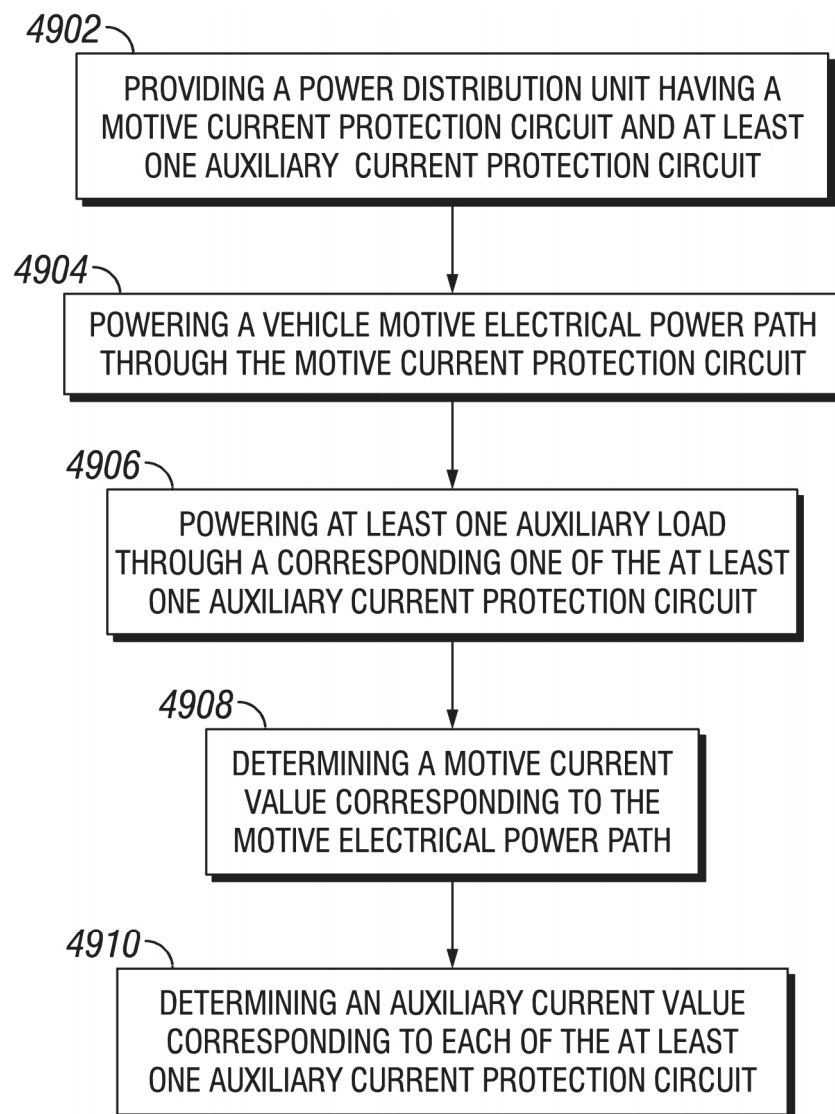 4902
PROVIDING A POWER DISTRIBUTION UNIT HAVING A
MOTIVE CURRENT PROTECTION CIRCUIT AND AT LEAST
ONE AUXILIARY CURRENT PROTECTION CIRCUIT
4904
POWERING A VEHICLE MOTIVE ELECTRICAL POWER PATH
THROUGH THE MOTIVE CURRENT PROTECTION CIRCUIT
4906
POWERING AT LEAST ONE AUXILIARY LOAD
THROUGH A CORRESPONDING ONE OF THE AT LEAST
ONE AUXILIARY CURRENT PROTECTION CIRCUIT
4908
DETERMINING A MOTIVE CURRENT
VALUE CORRESPONDING TO THE
MOTIVE ELECTRICAL POWER PATH
4910
DETERMINING AN AUXILIARY CURRENT VALUE
CORRESPONDING TO EACH OF THE AT LEAST
ONE AUXILIARY CURRENT PROTECTION CIRCUIT